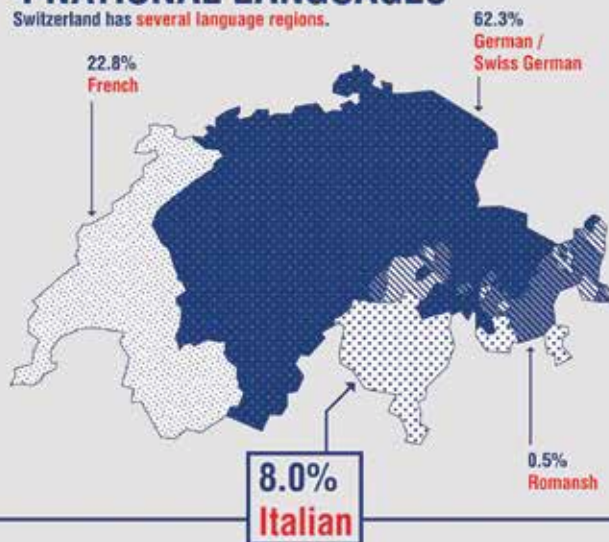 4 NATIONAL LANGUAGES
Switzerland has several language regions.
62.3%
German /
Swiss German
22.8%
French
8.0%
Italian
0.5%
Romansh